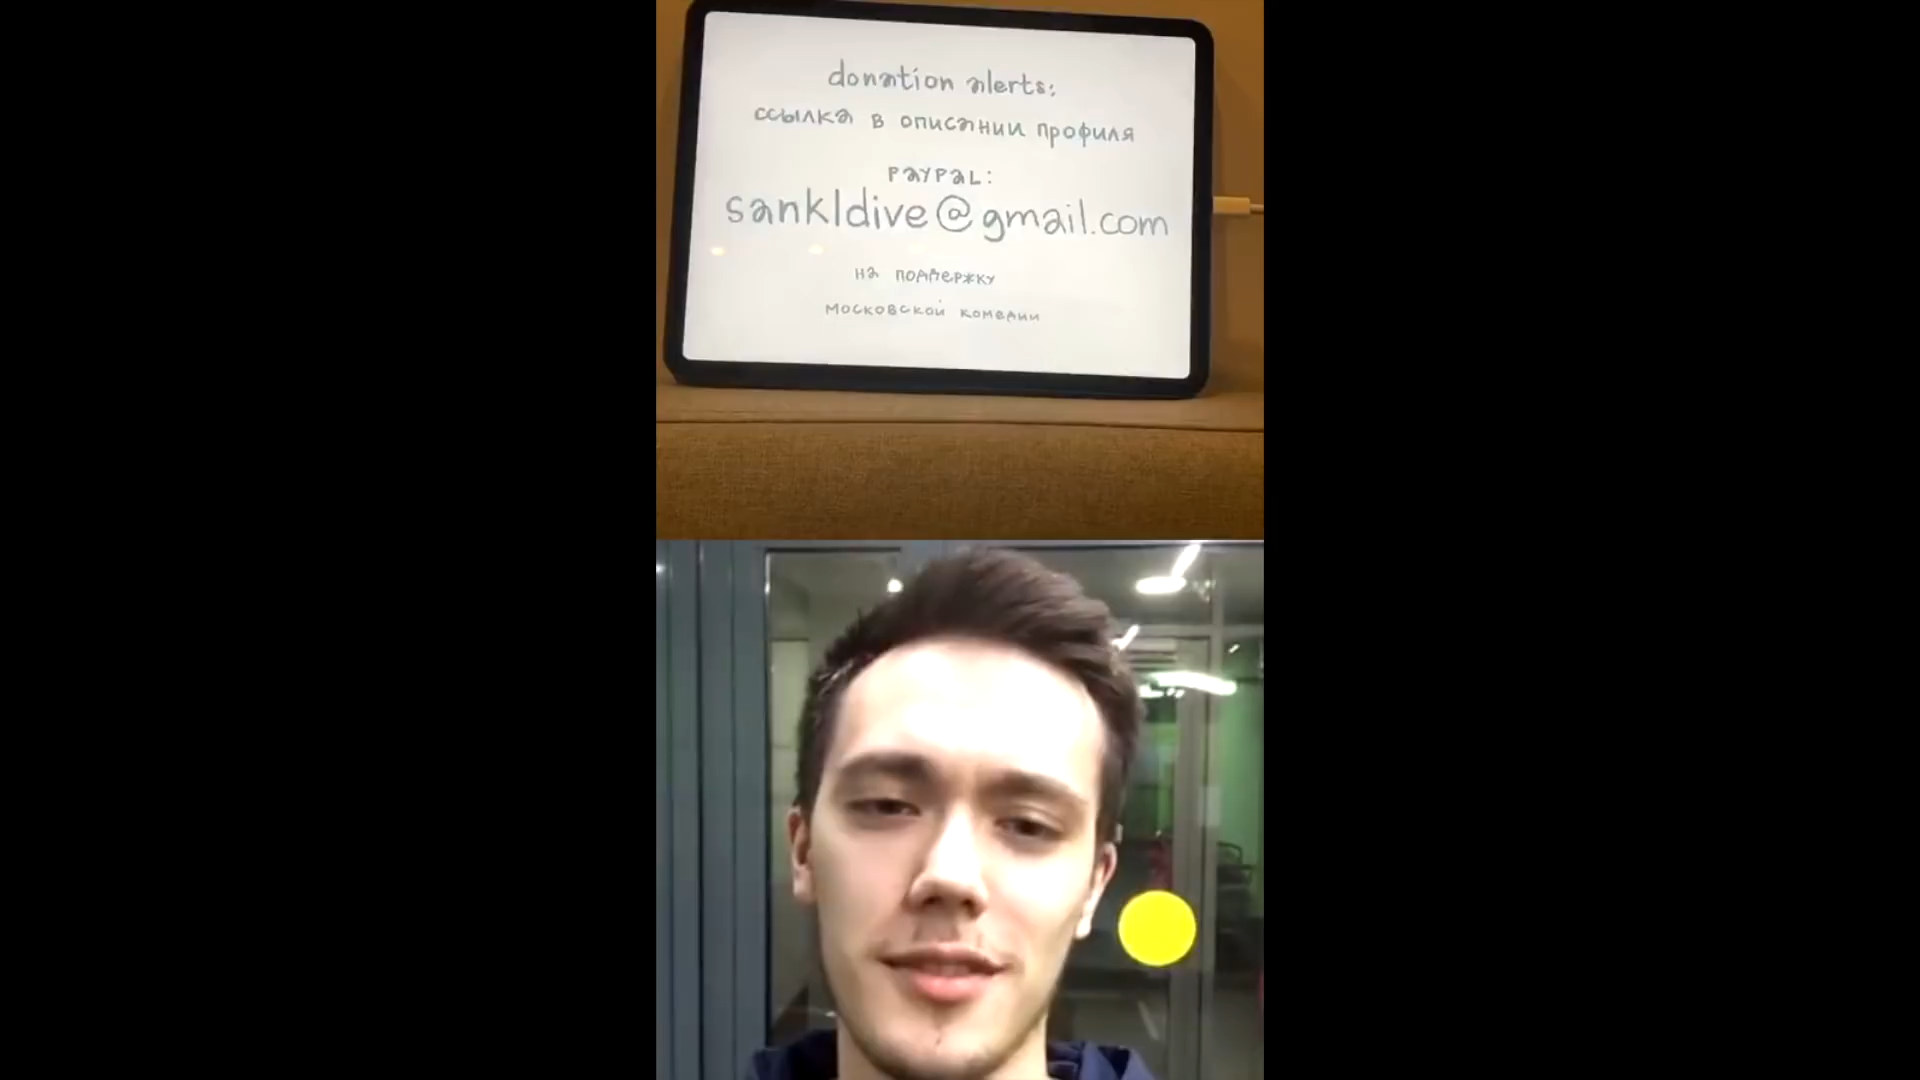 donation alerts:
ссылка в описании профиля
PAYPAL:
sankldive@gmail.com
на поддержку
московской комедии